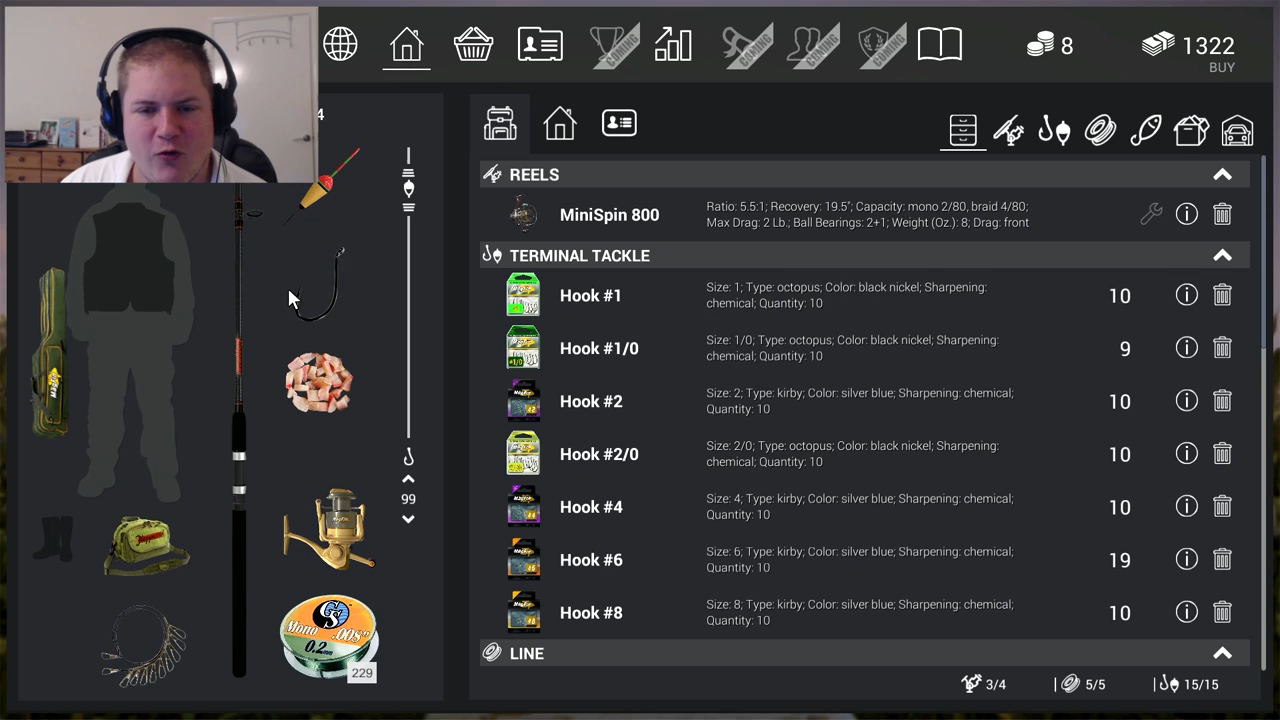 COMING
COMING
COMING
COMING
8
1322
BUY
4
REELS
MiniSpin 800
Ratio: 5.5:1; Recovery: 19.5"; Capacity: mono 2/80, braid 4/80;
Max Drag: 2 Lb.; Ball Bearings: 2+1; Weight (Oz.): 8; Drag: front
TERMINAL TACKLE
Hook #1
Size: 1; Type: octopus; Color: black nickel; Sharpening:
chemical; Quantity: 10
10
Hook #1/0
Size: 1/0; Type: octopus; Color: black nickel; Sharpening:
chemical; Quantity: 10
9
Hook #2
Size: 2; Type: kirby; Color: silver blue; Sharpening: chemical;
Quantity: 10
10
Hook #2/0
Size: 2/0; Type: octopus; Color: black nickel; Sharpening:
chemical; Quantity: 10
10
Hook #4
Size: 4; Type: kirby; Color: silver blue; Sharpening: chemical;
Quantity: 10
10
Hook #6
Size: 6; Type: kirby; Color: silver blue; Sharpening: chemical;
Quantity: 10
19
Hook #8
Size: 8; Type: kirby; Color: silver blue; Sharpening: chemical;
Quantity: 10
10
LINE
3/4
5/5
15/15
99
Mono .008"
0.2mm
229